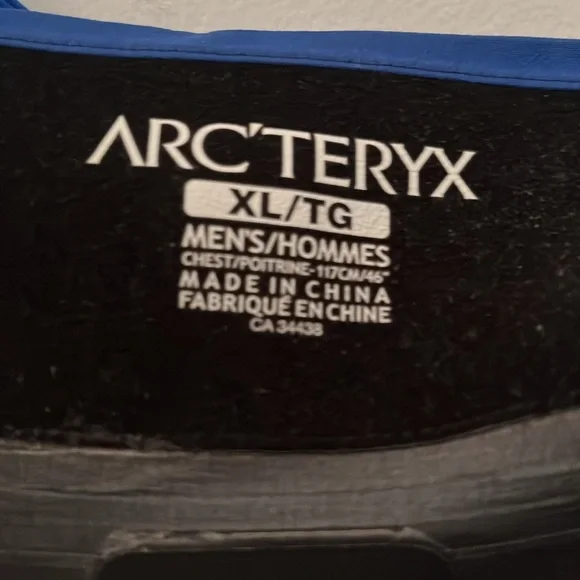 ARC'TERYX
XL/TG
MEN'S/HOMMES
CHEST/POITRINE-117CM/46"
MADE IN CHINA
FABRIQUÉ EN CHINE
CA 34438